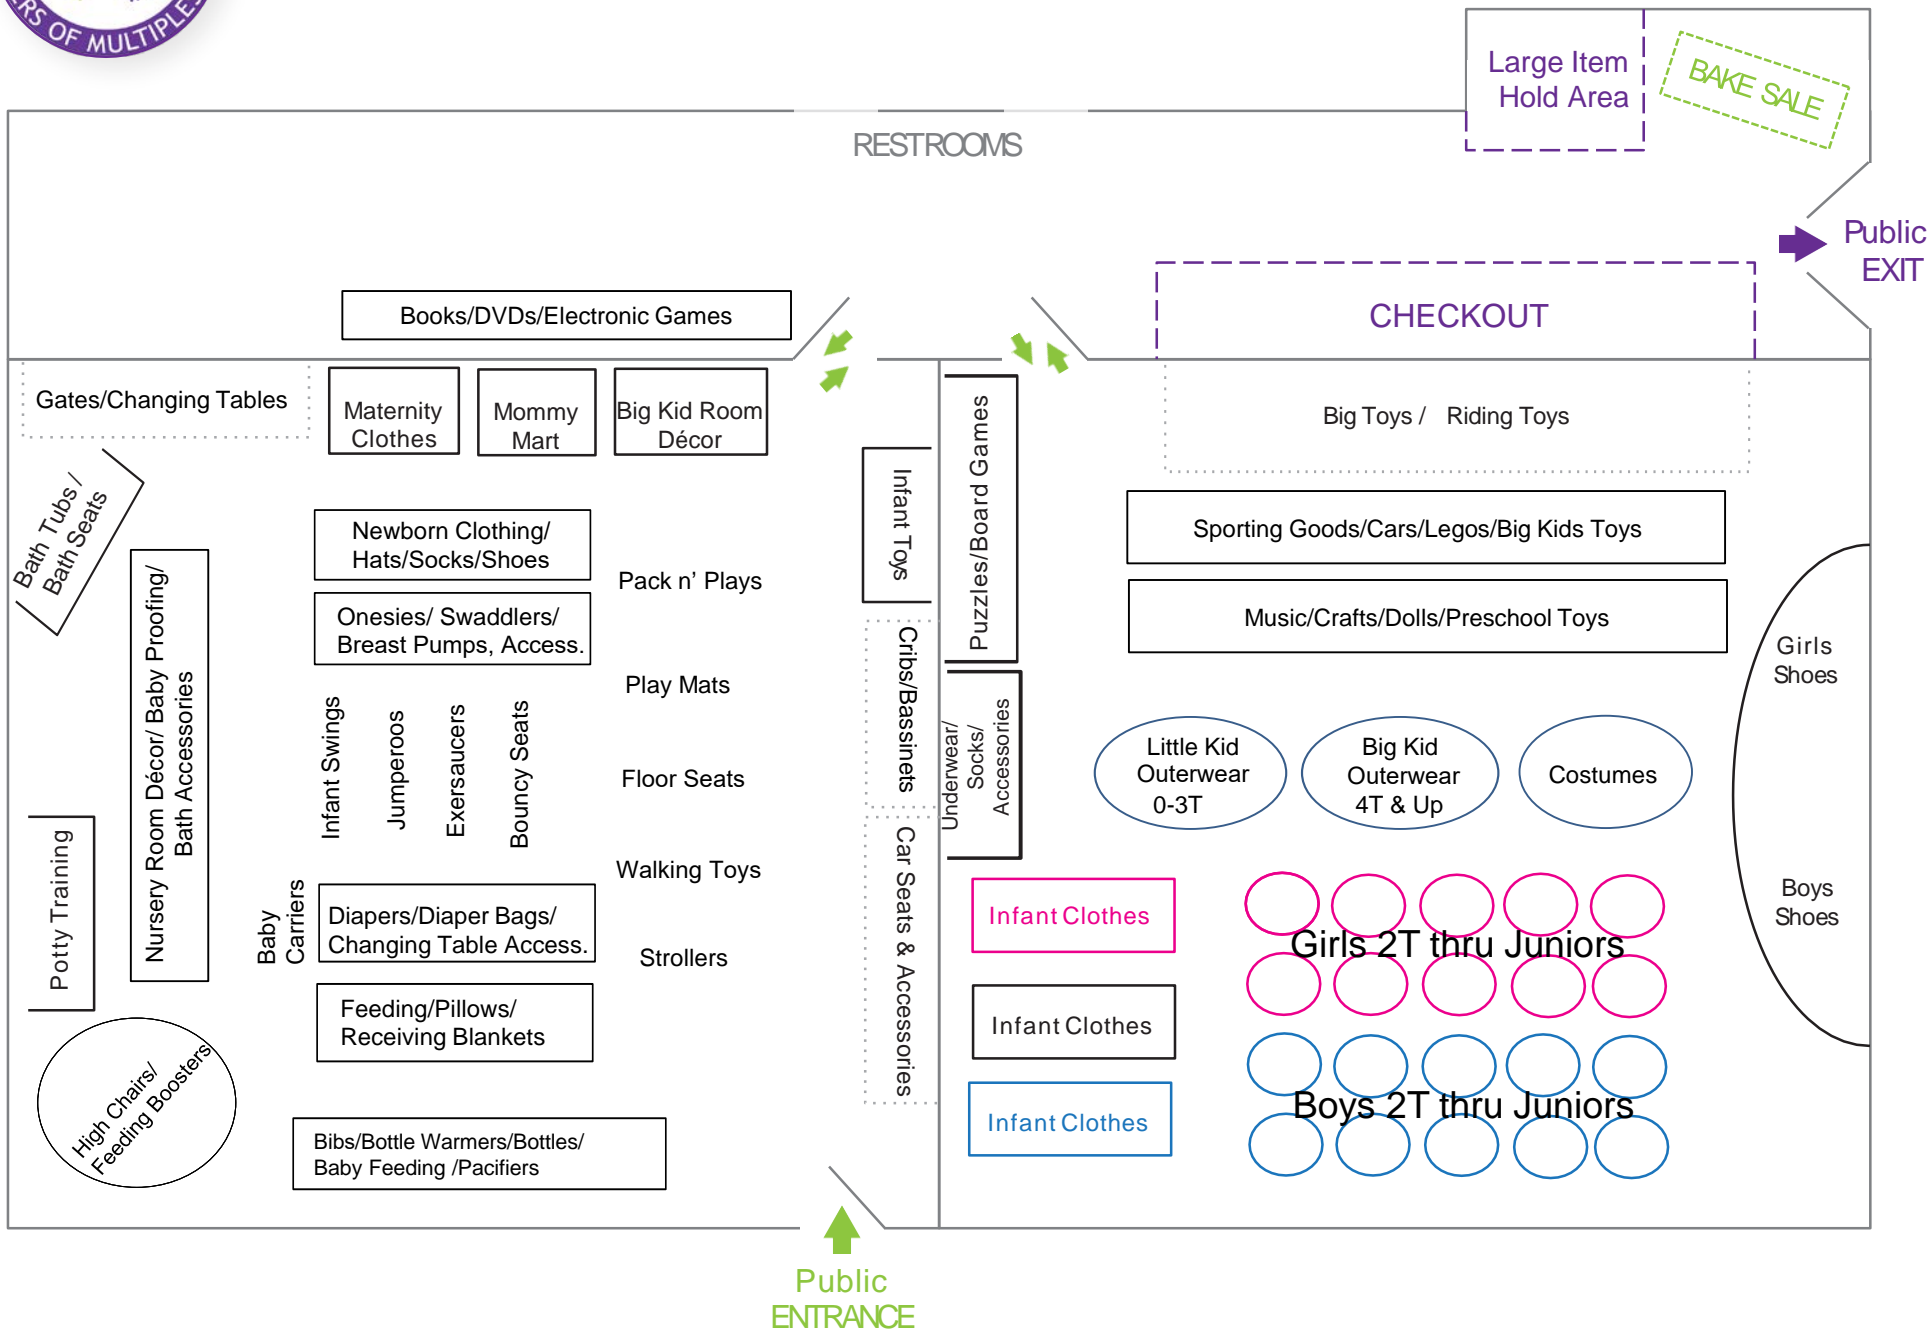 OF MULTIPLES
Large Item
Hold Area
BAKE SALE
RESTROOMS
Public
EXIT
CHECKOUT
Books/DVDs/Electronic Games
Gates/Changing Tables
Maternity
Clothes
Mommy
Mart
Big Kid Room
Décor
Big Toys / Riding Toys
Bath Tubs /
Bath Seats
Newborn Clothing/
Hats/Socks/Shoes
Onesies/ Swaddlers/
Breast Pumps, Access.
Pack n' Plays
Play Mats
Floor Seats
Walking Toys
Strollers
Infant Toys
Puzzles/Board Games
Sporting Goods/Cars/Legos/Big Kids Toys
Music/Crafts/Dolls/Preschool Toys
Girls
Shoes
Boys
Shoes
Nursery Room Décor/ Baby Proofing/
Bath Accessories
Infant Swings
Jumperoos
Exersaucers
Bouncy Seats
Cribs/Bassinets
Underwear/
Socks/
Accessories
Little Kid
Outerwear
0-3T
Big Kid
Outerwear
4T & Up
Costumes
Potty Training
Baby
Carriers
Diapers/Diaper Bags/
Changing Table Access.
Feeding/Pillows/
Receiving Blankets
Car Seats & Accessories
Infant Clothes
Infant Clothes
Infant Clothes
Girls 2T thru Juniors
Boys 2T thru Juniors
High Chairs/
Feeding Boosters
Bibs/Bottle Warmers/Bottles/
Baby Feeding /Pacifiers
Public
ENTRANCE